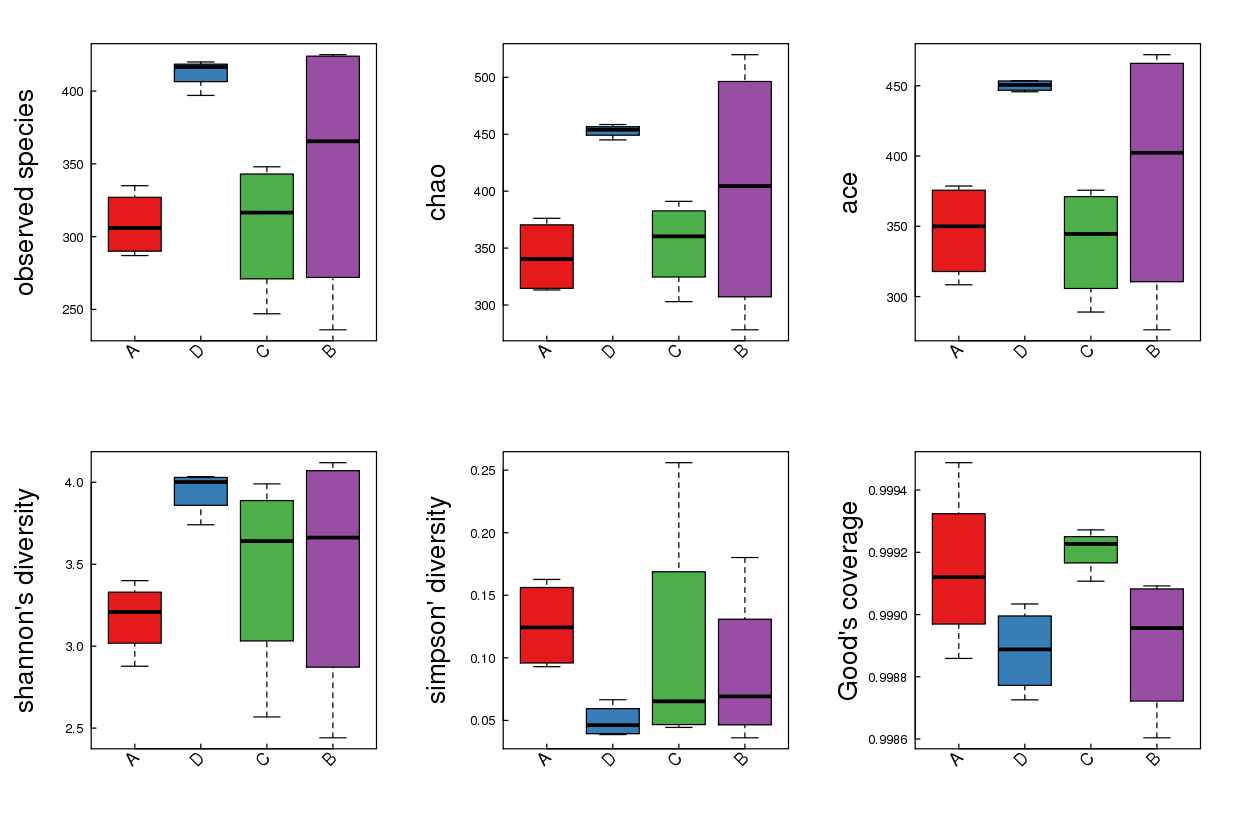 observed species
400
350
300
250
A
D
C
B
chao
500
450
400
350
300
A
D
C
B
ace
450
400
350
300
A
D
C
B
shannon's diversity
4.0
3.5
3.0
2.5
A
D
C
B
simpson' diversity
0.25
0.20
0.15
0.10
0.05
A
D
C
B
Good's coverage
0.9994
0.9992
0.9990
0.9988
0.9986
A
D
C
B